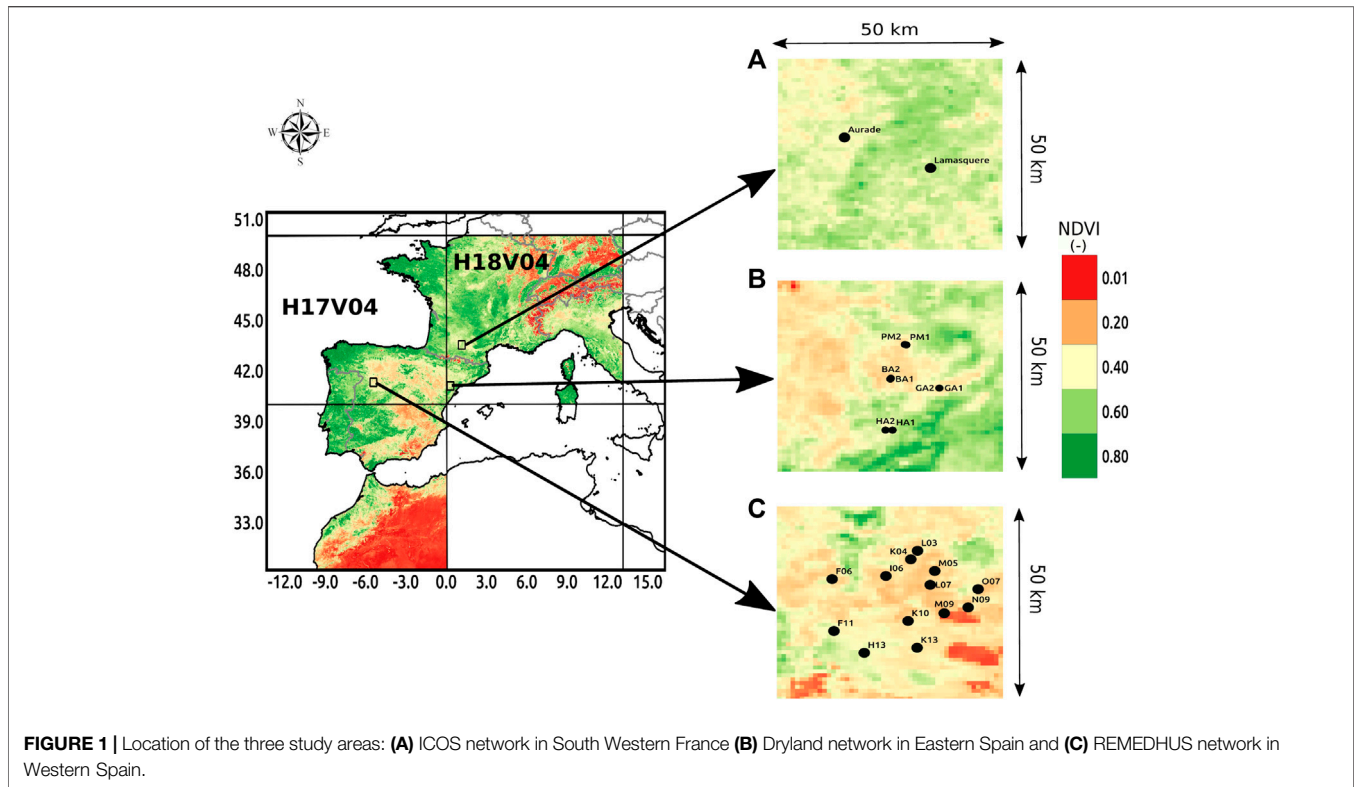 50 km
A
Aurade
Lamasquere
50 km
N
W E
S
51.0
48.0
45.0
42.0
39.0
36.0
33.0
H18V04
H17V04
-12.0 -9.0 -6.0 -3.0 0.0 3.0 6.0 9.0 12.0 15.0
B
PM2 PM1
BA2
BA1
GA2 GA1
HA2 HA1
50 km
NDVI
(-)
0.01
0.20
0.40
0.60
0.80
C
L03
K04
M05
F06
I06
L07
O07
N09
M09
K10
F11
K13
H13
50 km
FIGURE 1 | Location of the three study areas: (A) ICOS network in South Western France (B) Dryland network in Eastern Spain and (C) REMEDHUS network in
Western Spain.